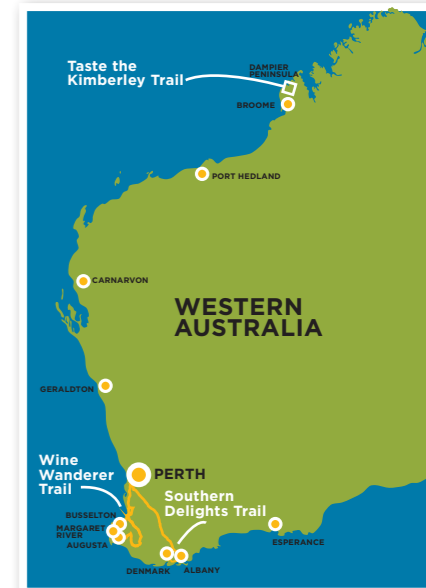 Taste the
Kimberley Trail
DAMPIER
PENINSULA
BROOME
PORT HEDLAND
CARNARVON
WESTERN
AUSTRALIA
GERALDTON
PERTH
Wine
Wanderer
Trail
Southern
Delights Trail
BUSSELTON
MARGARET
RIVER
AUGUSTA
ESPERANCE
DENMARK
ALBANY